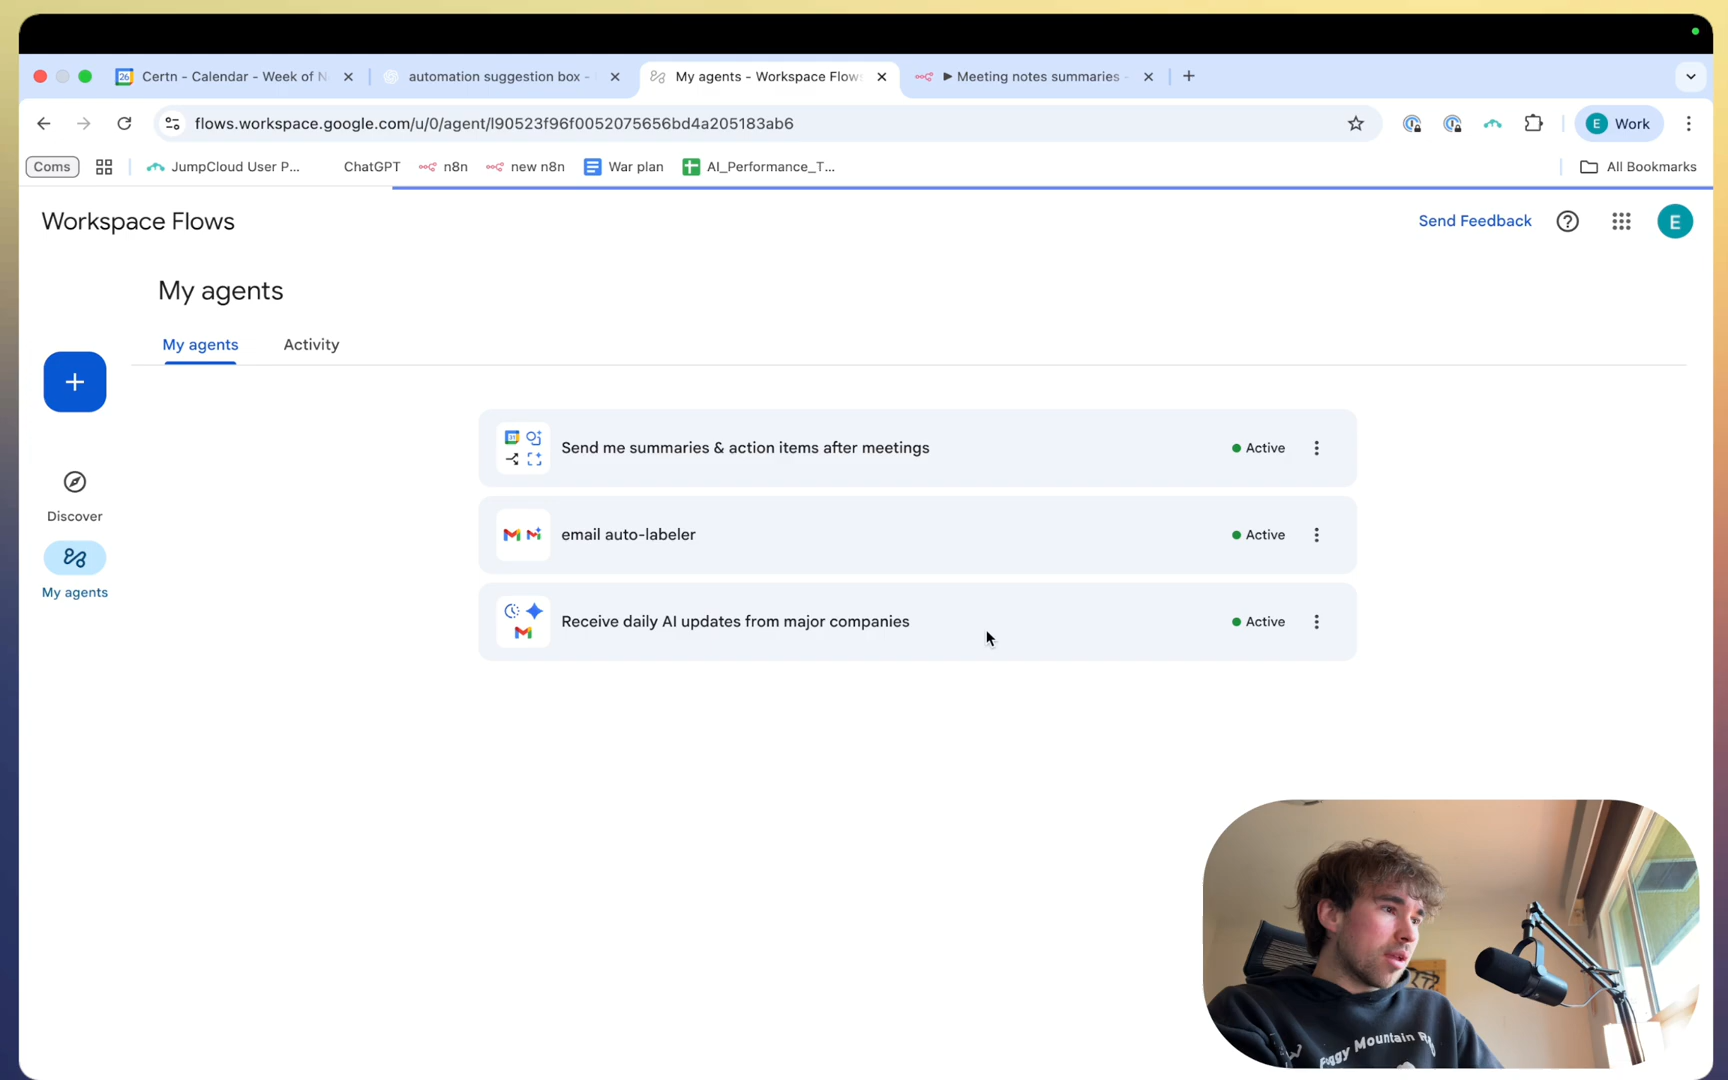 Certn - Calendar - Week of N
automation suggestion box -
My agents - Workspace Flow
Meeting notes summaries -
flows.workspace.google.com/u/0/agent/l90523f96f0052075656bd4a205183ab6
E Work
Coms
JumpCloud User P...
ChatGPT
n8n
new n8n
War plan
AI_Performance_T...
All Bookmarks
Workspace Flows
Send Feedback
E
My agents
My agents
Activity
Discover
My agents
Send me summaries & action items after meetings
Active
email auto-labeler
Active
Receive daily AI updates from major companies
Active